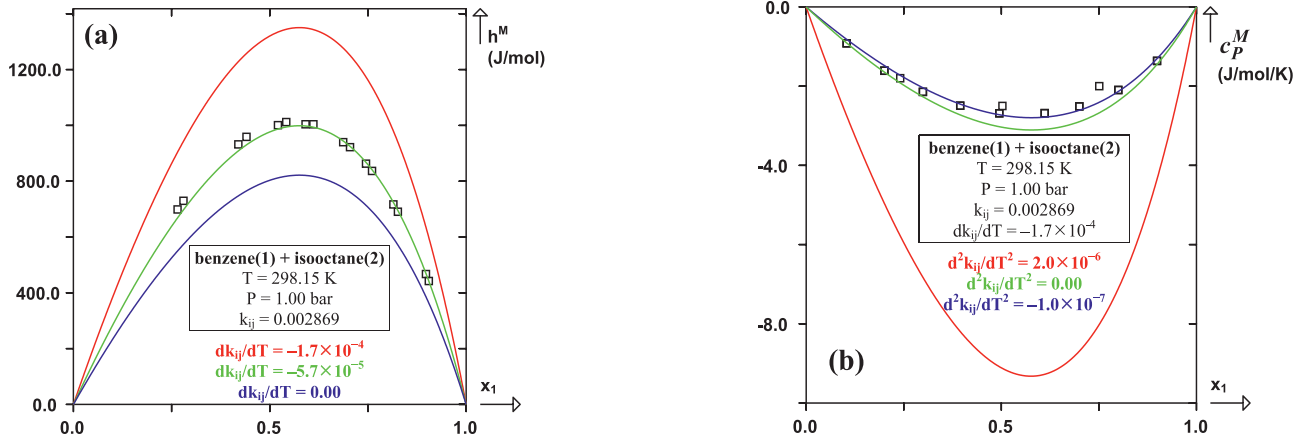 (a)
h^M
(J/mol)
1200.0
800.0
400.0
0.0
benzene(1) + isooctane(2)
T = 298.15 K
P = 1.00 bar
k_ij = 0.002869
dk_ij/dT = −1.7×10^−4
dk_ij/dT = −5.7×10^−5
dk_ij/dT = 0.00
x_1
0.0
0.5
1.0
0.0
0.5
1.0
c_P^M
(J/mol/K)
-4.0
-8.0
benzene(1) + isooctane(2)
T = 298.15 K
P = 1.00 bar
k_ij = 0.002869
dk_ij/dT = −1.7×10^−4
d^2k_ij/dT^2 = 2.0×10^−6
d^2k_ij/dT^2 = 0.00
d^2k_ij/dT^2 = −1.0×10^−7
(b)
x_1
0.0
0.5
1.0